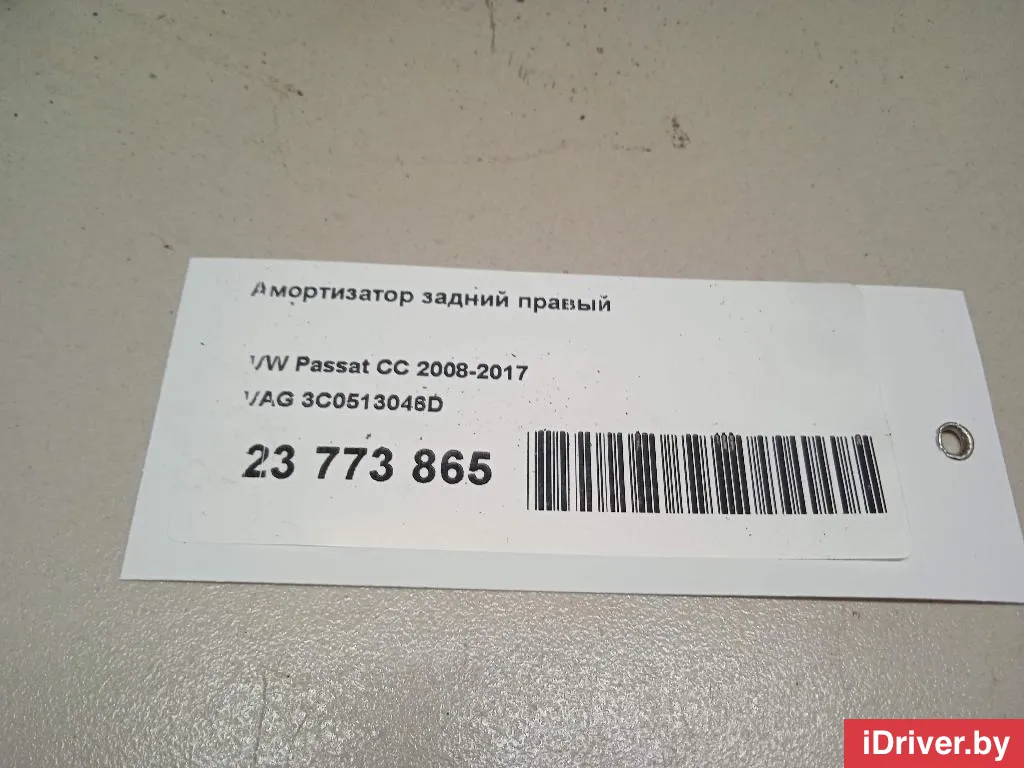 Амортизатор задний правый
VW Passat CC 2008-2017
VAG 3C0513046D
23 773 865
iDriver.by